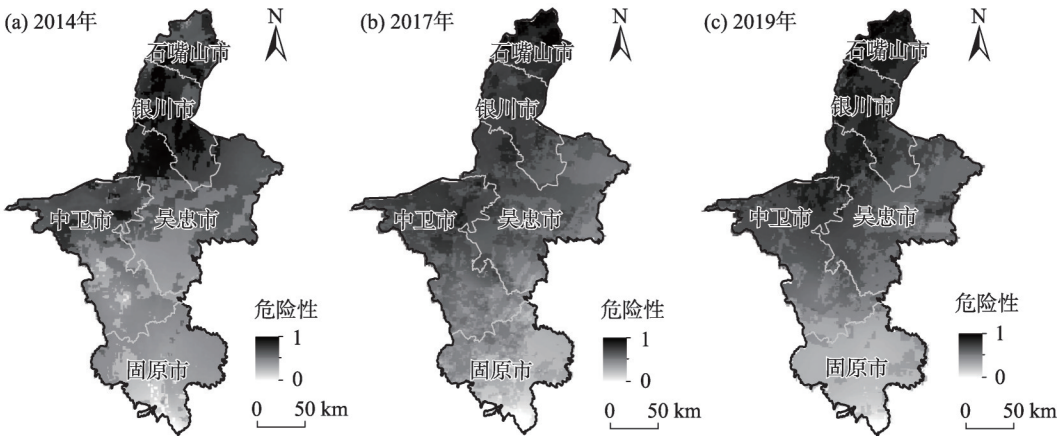 (a) 2014年
N
石嘴山市
银川市
中卫市
吴忠市
固原市
危险性
1
0
0 50 km
(b) 2017年
N
石嘴山市
银川市
中卫市
吴忠市
固原市
危险性
1
0
0 50 km
(c) 2019年
N
石嘴山市
银川市
中卫市
吴忠市
固原市
危险性
1
0
0 50 km